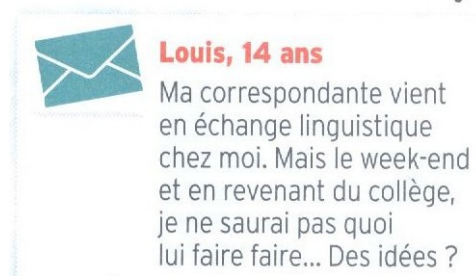 Louis, 14 ans
Ma correspondante vient
en échange linguistique
chez moi. Mais le week-end
et en revenant du collège,
je ne saurai pas quoi
lui faire faire... Des idées ?